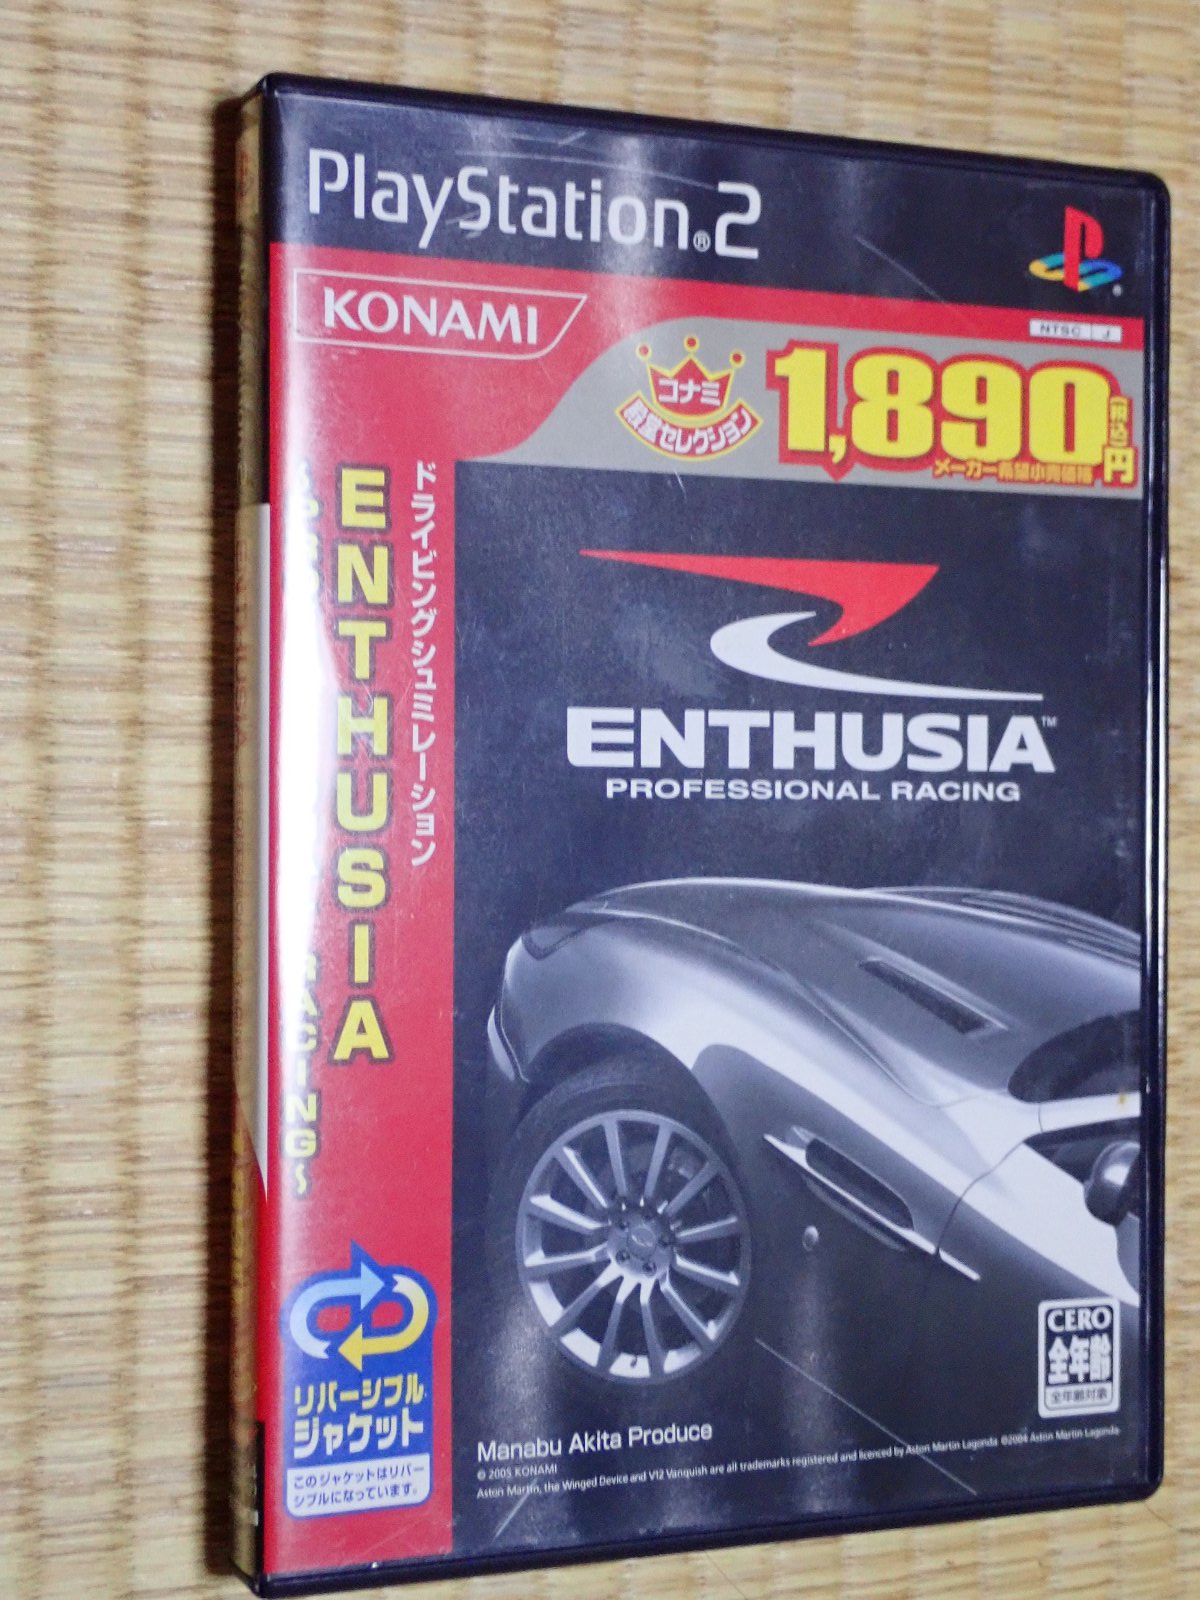 PlayStation®2
NTSC J
KONAMI
コナミ
殿堂セレクション
1,890円
(税込)
メーカー希望小売価格
ドライビングシュミレーション
ENTHUSIA
RACING〜
ENTHUSIA™
PROFESSIONAL RACING
リバーシブル
ジャケット
このジャケットはリバー
シブルになっています。
CERO
全年齢
全年齢対象
Manabu Akita Produce
© 2005 KONAMI
Aston Martin, the Winged Device and V12 Vanquish are all trademarks registered and licenced by Aston Martin Lagonda ©2004 Aston Martin Lagonda.